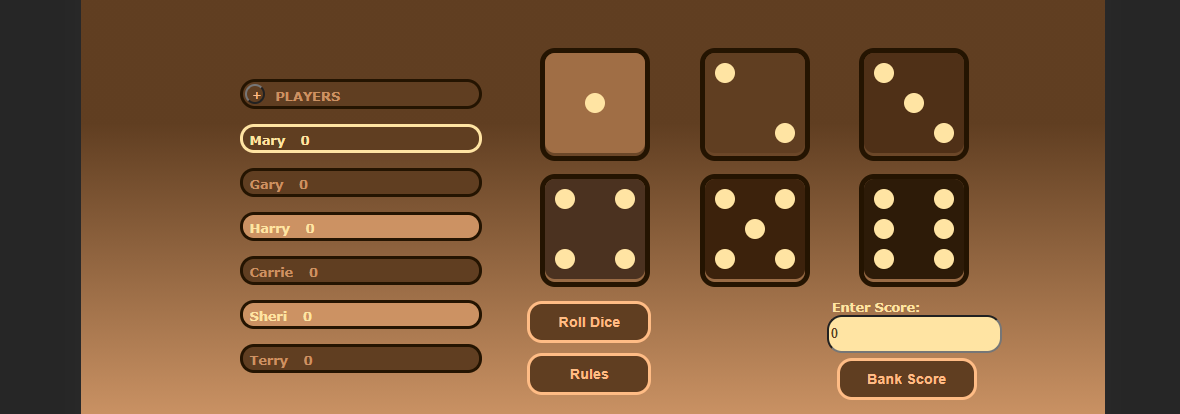 + PLAYERS
Mary 0
Gary 0
Harry 0
Carrie 0
Sheri 0
Terry 0
Roll Dice
Rules
Enter Score:
0
Bank Score